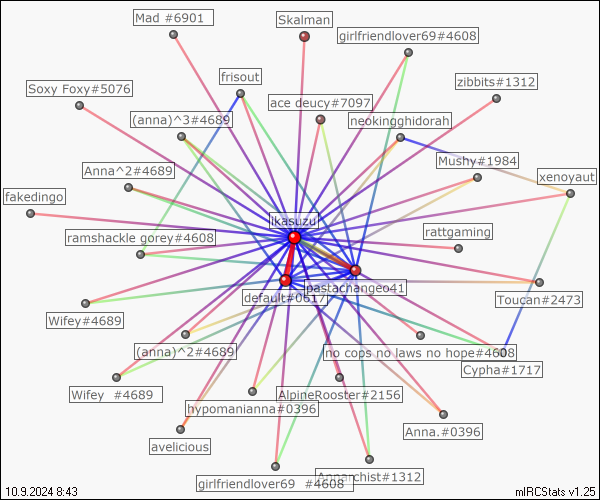 Mad #6901
Skalman
girlfriendlover69#4608
frisout
zibbits#1312
Soxy Foxy#5076
ace deucy#7097
(anna)^3#4689
neokingghidorah
Mushy#1984
Anna^2#4689
xenoyaut
fakedingo
ikasuzu
ramshackle gorey#4608
rattgaming
pastachangeo41
default#0617
Toucan#2473
Wifey#4689
(anna)^2#4689
no cops no laws no hope#4608
Cypha#1717
Wifey #4689
AlpineRooster#2156
hypomanianna#0396
Anna.#0396
avelicious
Annarchist#1312
girlfriendlover69 #4608
10.9.2024 8:43
mIRCStats v1.25